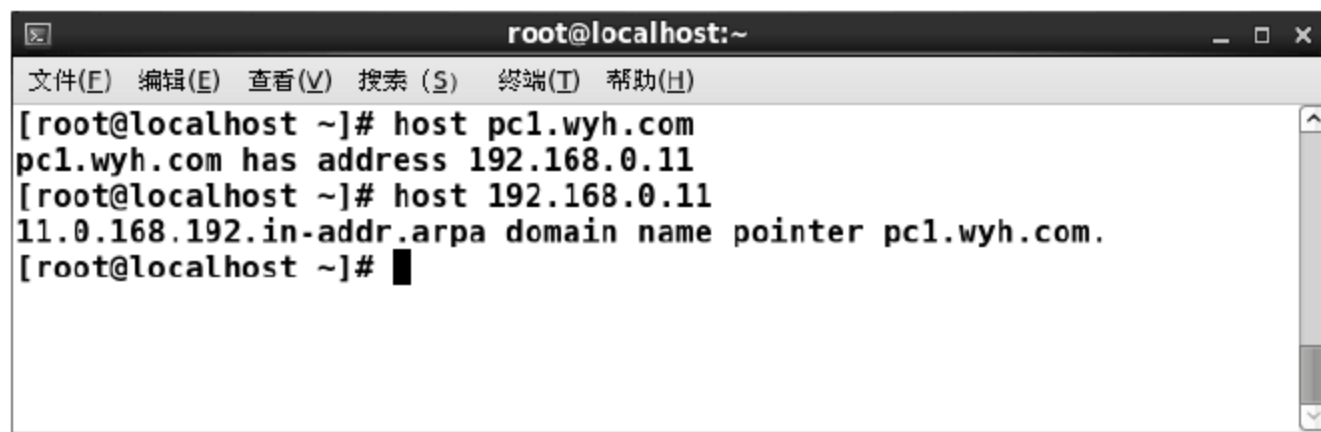 root@localhost:~
文件(F) 编辑(E) 查看(V) 搜索 (S) 终端(T) 帮助(H)
[root@localhost ~]# host pc1.wyh.com
pc1.wyh.com has address 192.168.0.11
[root@localhost ~]# host 192.168.0.11
11.0.168.192.in-addr.arpa domain name pointer pc1.wyh.com.
[root@localhost ~]#